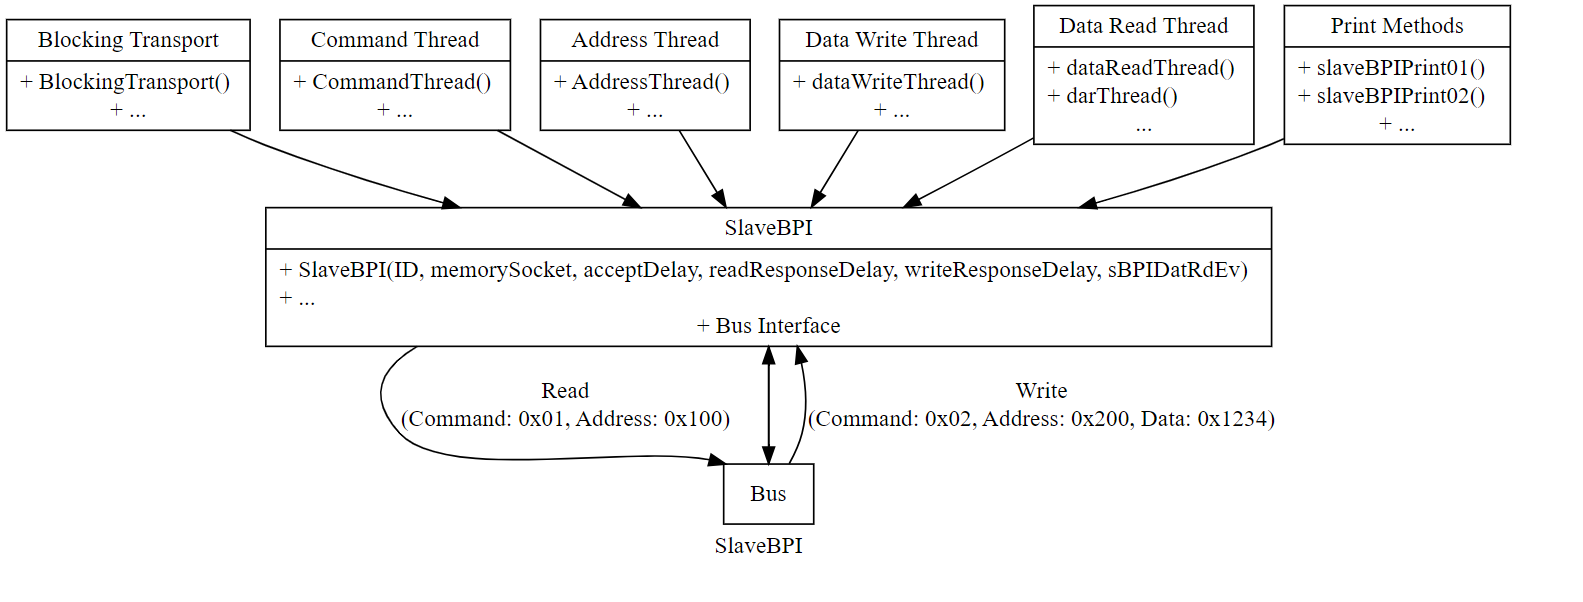 Blocking Transport
+ BlockingTransport()
+ ...
Command Thread
+ CommandThread()
+ ...
Address Thread
+ AddressThread()
+ ...
Data Write Thread
+ dataWriteThread()
+ ...
Data Read Thread
+ dataReadThread()
+ darThread()
...
Print Methods
+ slaveBPIPrint01()
+ slaveBPIPrint02()
+ ...
SlaveBPI
+ SlaveBPI(ID, memorySocket, acceptDelay, readResponseDelay, writeResponseDelay, sBPIDatRdEv)
+ ...
+ Bus Interface
Read
(Command: 0x01, Address: 0x100)
Write
(Command: 0x02, Address: 0x200, Data: 0x1234)
Bus
SlaveBPI